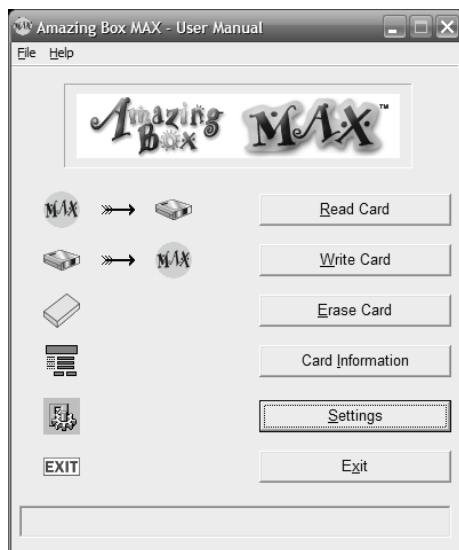 Amazing Box MAX - User Manual
File Help
Amazing Box MAX™
MAX
Read Card
MAX
Write Card
Erase Card
Card Information
Settings
EXIT
Exit